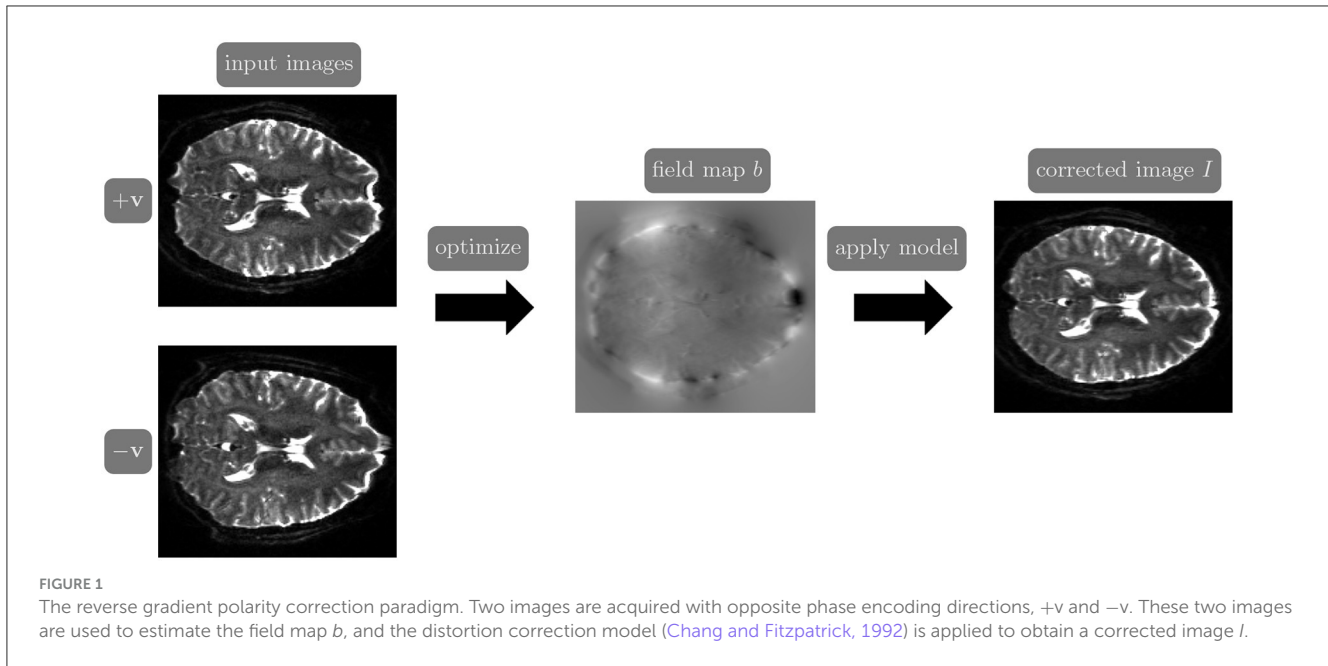 input images
+v
field map b
corrected image I
optimize
apply model
−v
FIGURE 1
The reverse gradient polarity correction paradigm. Two images are acquired with opposite phase encoding directions, +v and −v. These two images
are used to estimate the field map b, and the distortion correction model (Chang and Fitzpatrick, 1992) is applied to obtain a corrected image I.